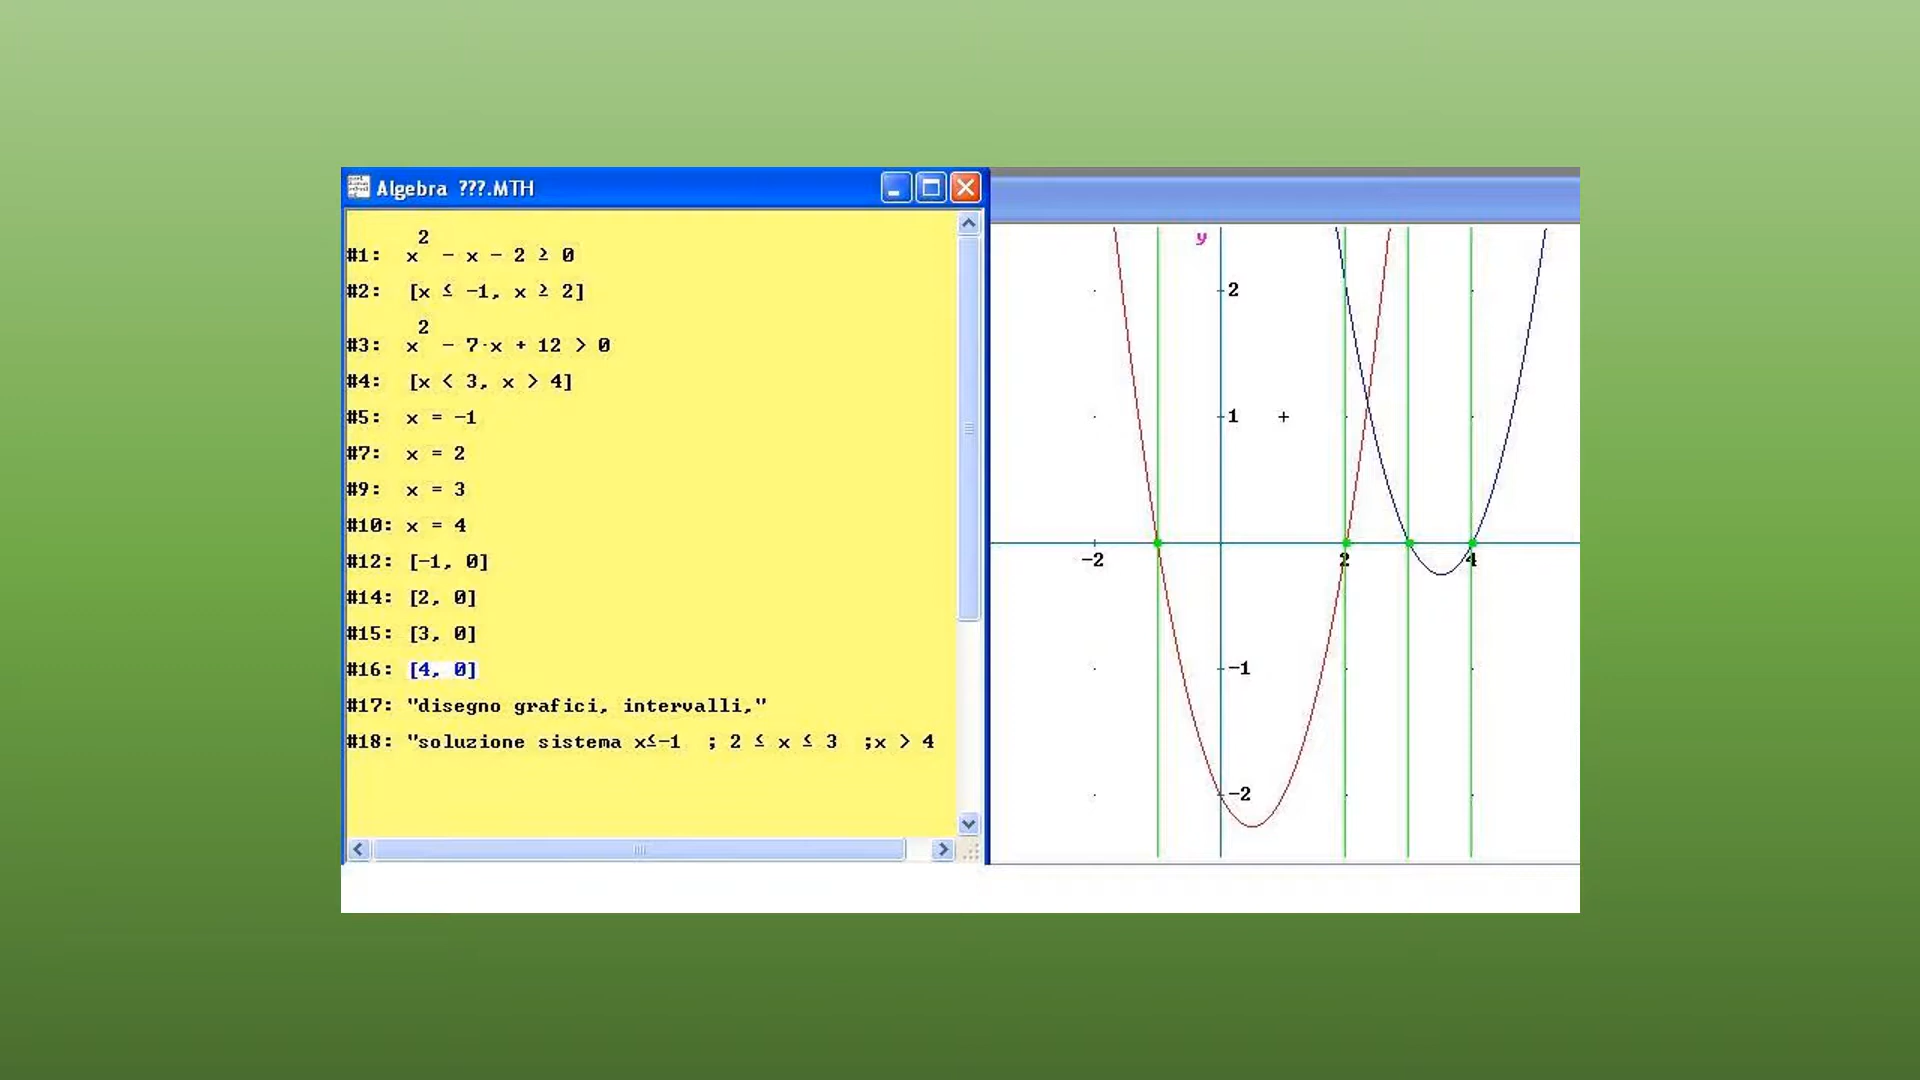 Algebra ???.MTH
#1: x² - x - 2 ≥ 0
#2: [x ≤ -1, x ≥ 2]
#3: x² - 7·x + 12 > 0
#4: [x < 3, x > 4]
#5: x = -1
#7: x = 2
#9: x = 3
#10: x = 4
#12: [-1, 0]
#14: [2, 0]
#15: [3, 0]
#16: [4, 0]
#17: "disegno grafici, intervalli,"
#18: "soluzione sistema x≤-1 ; 2 ≤ x ≤ 3 ;x > 4
y
2
1
-2 2 4
-1
-2